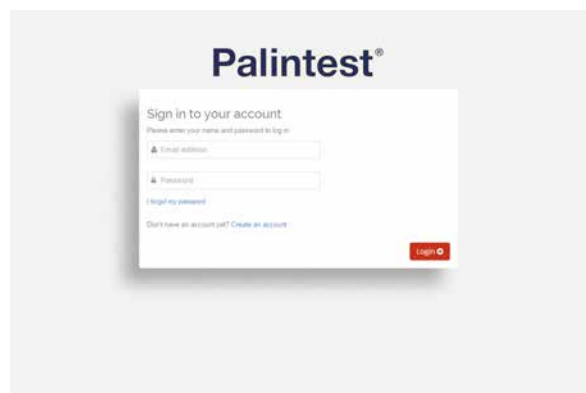 Palintest®
Sign in to your account
Please enter your name and password to log in
Email address
Password
I forgot my password
Don't have an account yet? Create an account
Login